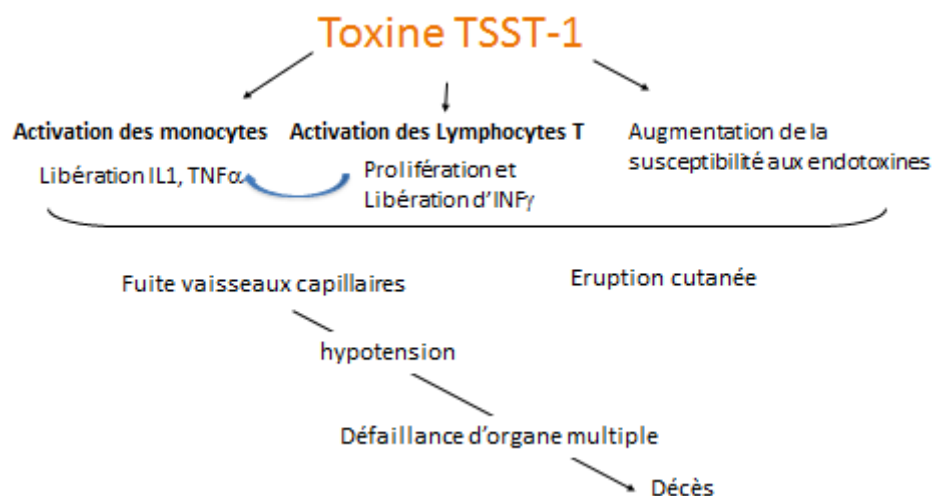 Toxine TSST-1
Activation des monocytes
Libération IL1, TNFα
Activation des Lymphocytes T
Prolifération et
Libération d'INFγ
Augmentation de la
susceptibilité aux endotoxines
Fuite vaisseaux capillaires
Eruption cutanée
hypotension
Défaillance d'organe multiple
Décès